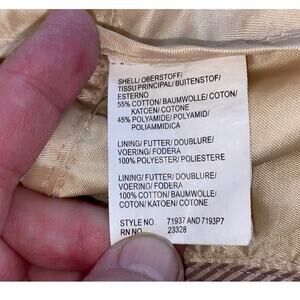 SHELL/OBERSTOFF/
TISSU PRINCIPAL/BUITENSTOF/
ESTERNO
55% COTTON/BAUMWOLLE/COTON/
KATOEN/ COTONE
45% POLYAMIDE/POLYAMID/
POLIAMMIDICA
LINING/ FUTTER/ DOUBLURE/
VOERING/ FODERA
100% POLYESTER/ POLIESTERE
LINING/ FUTTER/ DOUBLURE/
VOERING/ FODERA
100% COTTON/BAUMWOLLE/
COTON/ KATOEN/ COTONE
STYLE NO 71937 AND 7193P7
RN NO 23328